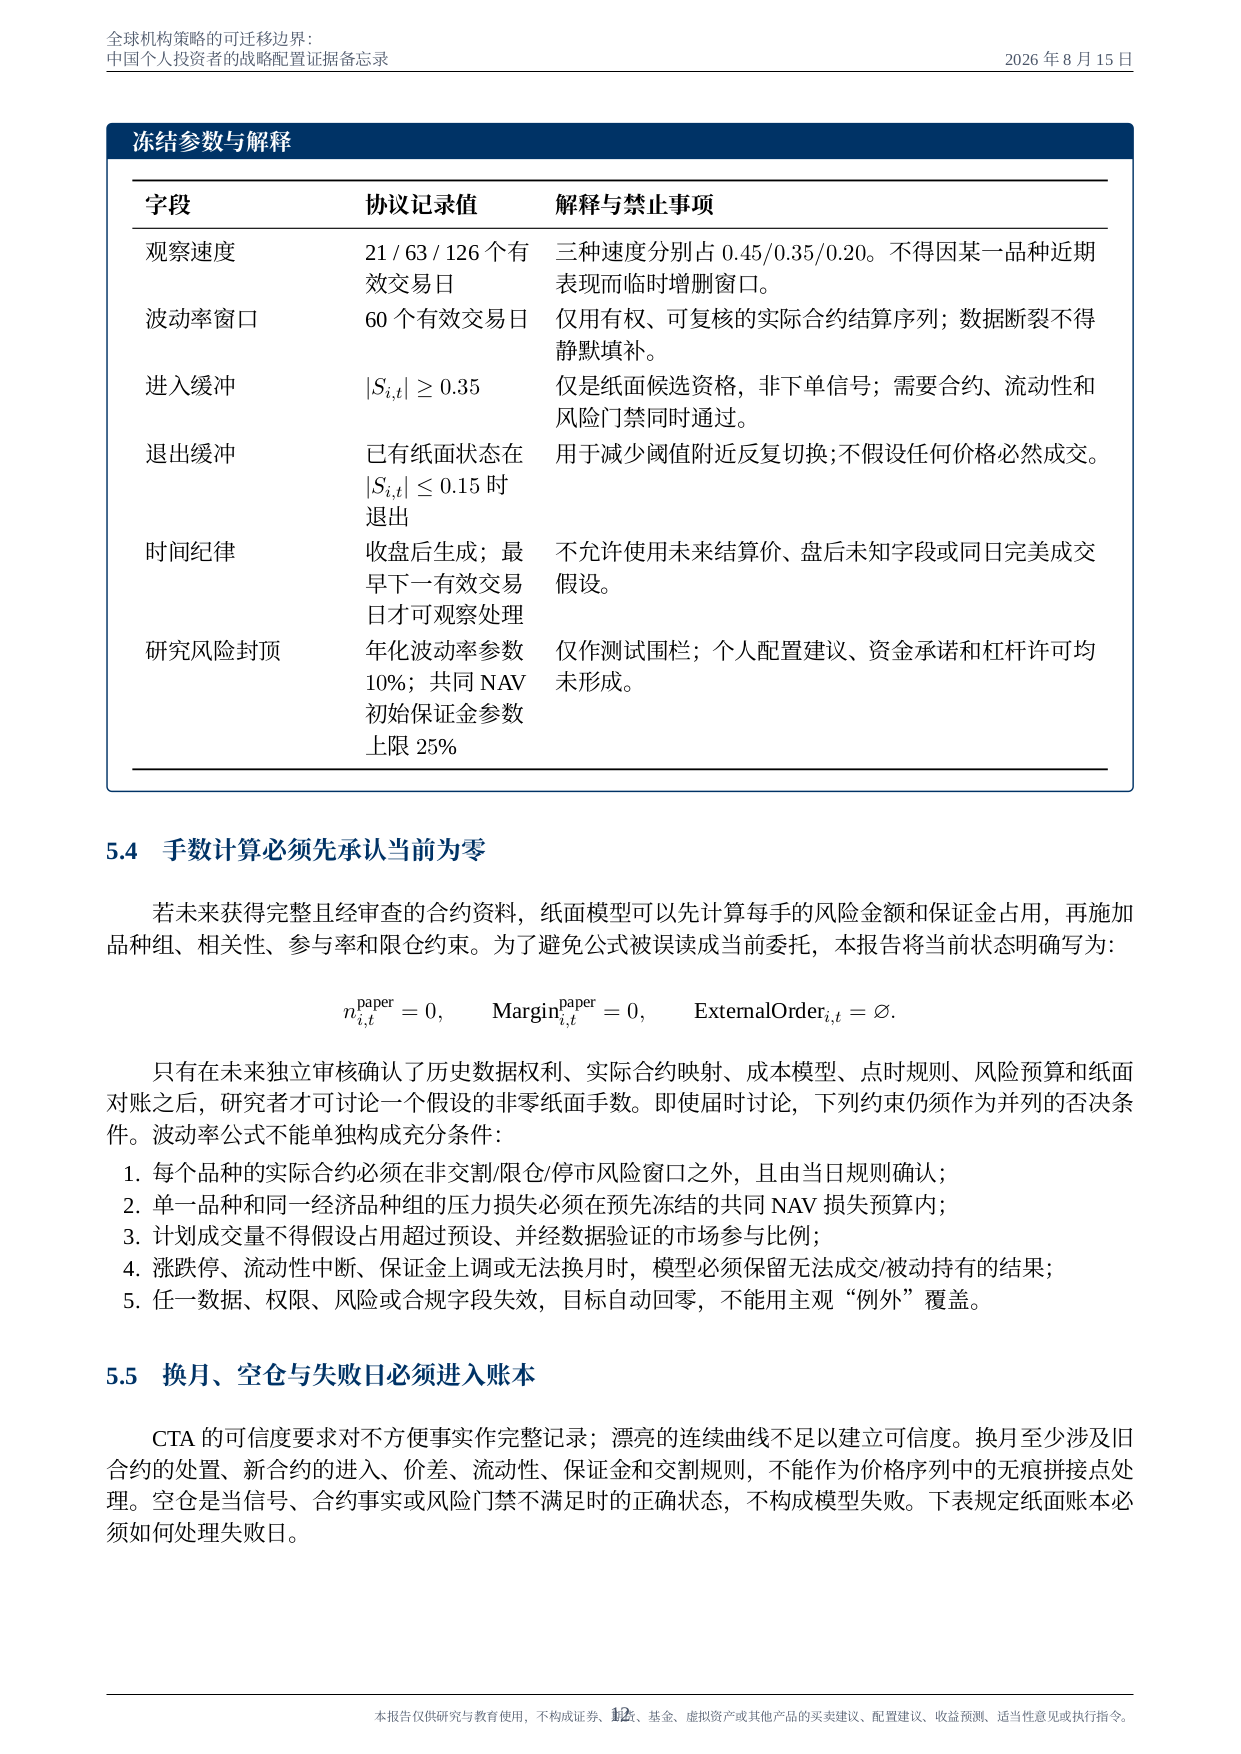 全球机构策略的可迁移边界：
中国个人投资者的战略配置证据备忘录
2026 年 8 月 15 日
冻结参数与解释
字段 协议记录值 解释与禁止事项
观察速度 21 / 63 / 126 个有 三种速度分别占 0.45/0.35/0.20。不得因某一品种近期
效交易日 表现而临时增删窗口。
波动率窗口 60 个有效交易日 仅用有权、可复核的实际合约结算序列；数据断裂不得
静默填补。
进入缓冲 |S_{i,t}| ≥ 0.35 仅是纸面候选资格，非下单信号；需要合约、流动性和
风险门禁同时通过。
退出缓冲 已有纸面状态在 用于减少阈值附近反复切换；不假设任何价格必然成交。
|S_{i,t}| ≤ 0.15 时
退出
时间纪律 收盘后生成；最 不允许使用未来结算价、盘后未知字段或同日完美成交
早下一有效交易 假设。
日才可观察处理
研究风险封顶 年化波动率参数 仅作测试围栏；个人配置建议、资金承诺和杠杆许可均
10%；共同 NAV 未形成。
初始保证金参数
上限 25%
5.4 手数计算必须先承认当前为零
若未来获得完整且经审查的合约资料，纸面模型可以先计算每手的风险金额和保证金占用，再施加
品种组、相关性、参与率和限仓约束。为了避免公式被误读成当前委托，本报告将当前状态明确写为：
n_{i,t}^{paper} = 0, Margin_{i,t}^{paper} = 0, ExternalOrder_{i,t} = ∅.
只有在未来独立审核确认了历史数据权利、实际合约映射、成本模型、点时规则、风险预算和纸面
对账之后，研究者才可讨论一个假设的非零纸面手数。即使届时讨论，下列约束仍须作为并列的否决条
件。波动率公式不能单独构成充分条件：
1. 每个品种的实际合约必须在非交割/限仓/停市风险窗口之外，且由当日规则确认；
2. 单一品种和同一经济品种组的压力损失必须在预先冻结的共同 NAV 损失预算内；
3. 计划成交量不得假设占用超过预设、并经数据验证的市场参与比例；
4. 涨跌停、流动性中断、保证金上调或无法换月时，模型必须保留无法成交/被动持有的结果；
5. 任一数据、权限、风险或合规字段失效，目标自动回零，不能用主观“例外”覆盖。
5.5 换月、空仓与失败日必须进入账本
CTA 的可信度要求对不方便事实作完整记录；漂亮的连续曲线不足以建立可信度。换月至少涉及旧
合约的处置、新合约的进入、价差、流动性、保证金和交割规则，不能作为价格序列中的无痕拼接点处
理。空仓是当信号、合约事实或风险门禁不满足时的正确状态，不构成模型失败。下表规定纸面账本必
须如何处理失败日。
本报告仅供研究与教育使用，不构成证券、期货、基金、虚拟资产或其他产品的买卖建议、配置建议、收益预测、适当性意见或执行指令。
12